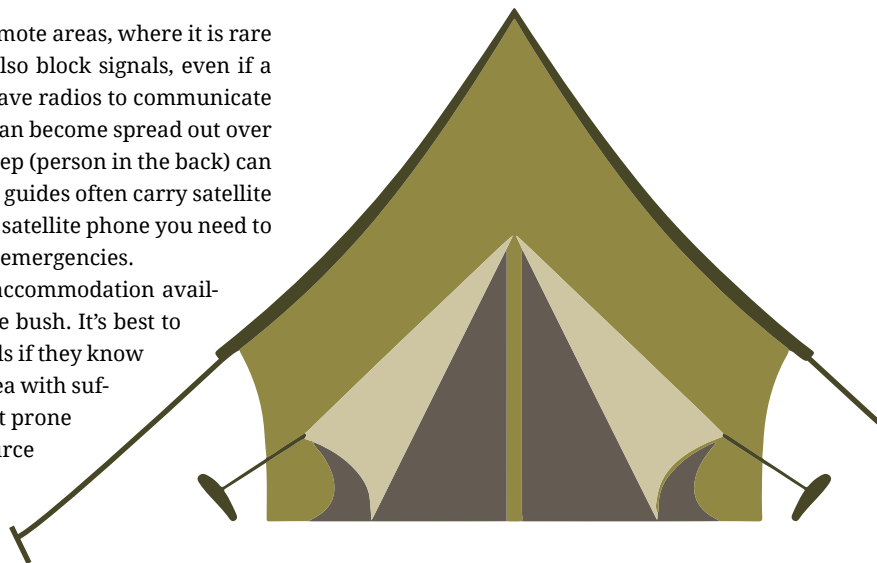 mote areas, where it is rare
lso block signals, even if a
ave radios to communicate
an become spread out over
ep (person in the back) can
guides often carry satellite
satellite phone you need to
emergencies.
accommodation avail-
e bush. It’s best to
ls if they know
ea with suf-
t prone
urce